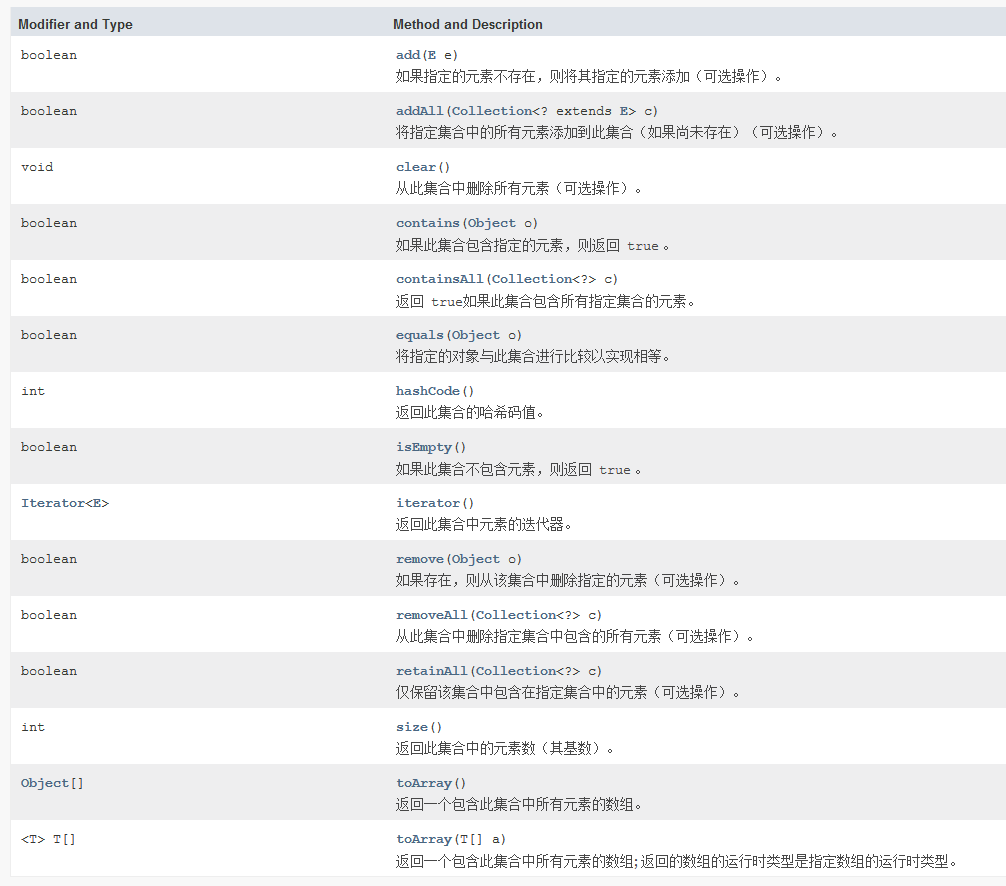 Modifier and Type Method and Description
boolean add(E e)
如果指定的元素不存在，则将其指定的元素添加（可选操作）。
boolean addAll(Collection<? extends E> c)
将指定集合中的所有元素添加到此集合（如果尚未存在）（可选操作）。
void clear()
从此集合中删除所有元素（可选操作）。
boolean contains(Object o)
如果此集合包含指定的元素，则返回 true 。
boolean containsAll(Collection<?> c)
返回 true如果此集合包含所有指定集合的元素。
boolean equals(Object o)
将指定的对象与此集合进行比较以实现相等。
int hashCode()
返回此集合的哈希码值。
boolean isEmpty()
如果此集合不包含元素，则返回 true 。
Iterator<E> iterator()
返回此集合中元素的迭代器。
boolean remove(Object o)
如果存在，则从该集合中删除指定的元素（可选操作）。
boolean removeAll(Collection<?> c)
从此集合中删除指定集合中包含的所有元素（可选操作）。
boolean retainAll(Collection<?> c)
仅保留该集合中包含在指定集合中的元素（可选操作）。
int size()
返回此集合中的元素数（其基数）。
Object[] toArray()
返回一个包含此集合中所有元素的数组。
<T> T[] toArray(T[] a)
返回一个包含此集合中所有元素的数组; 返回的数组的运行时类型是指定数组的运行时类型。